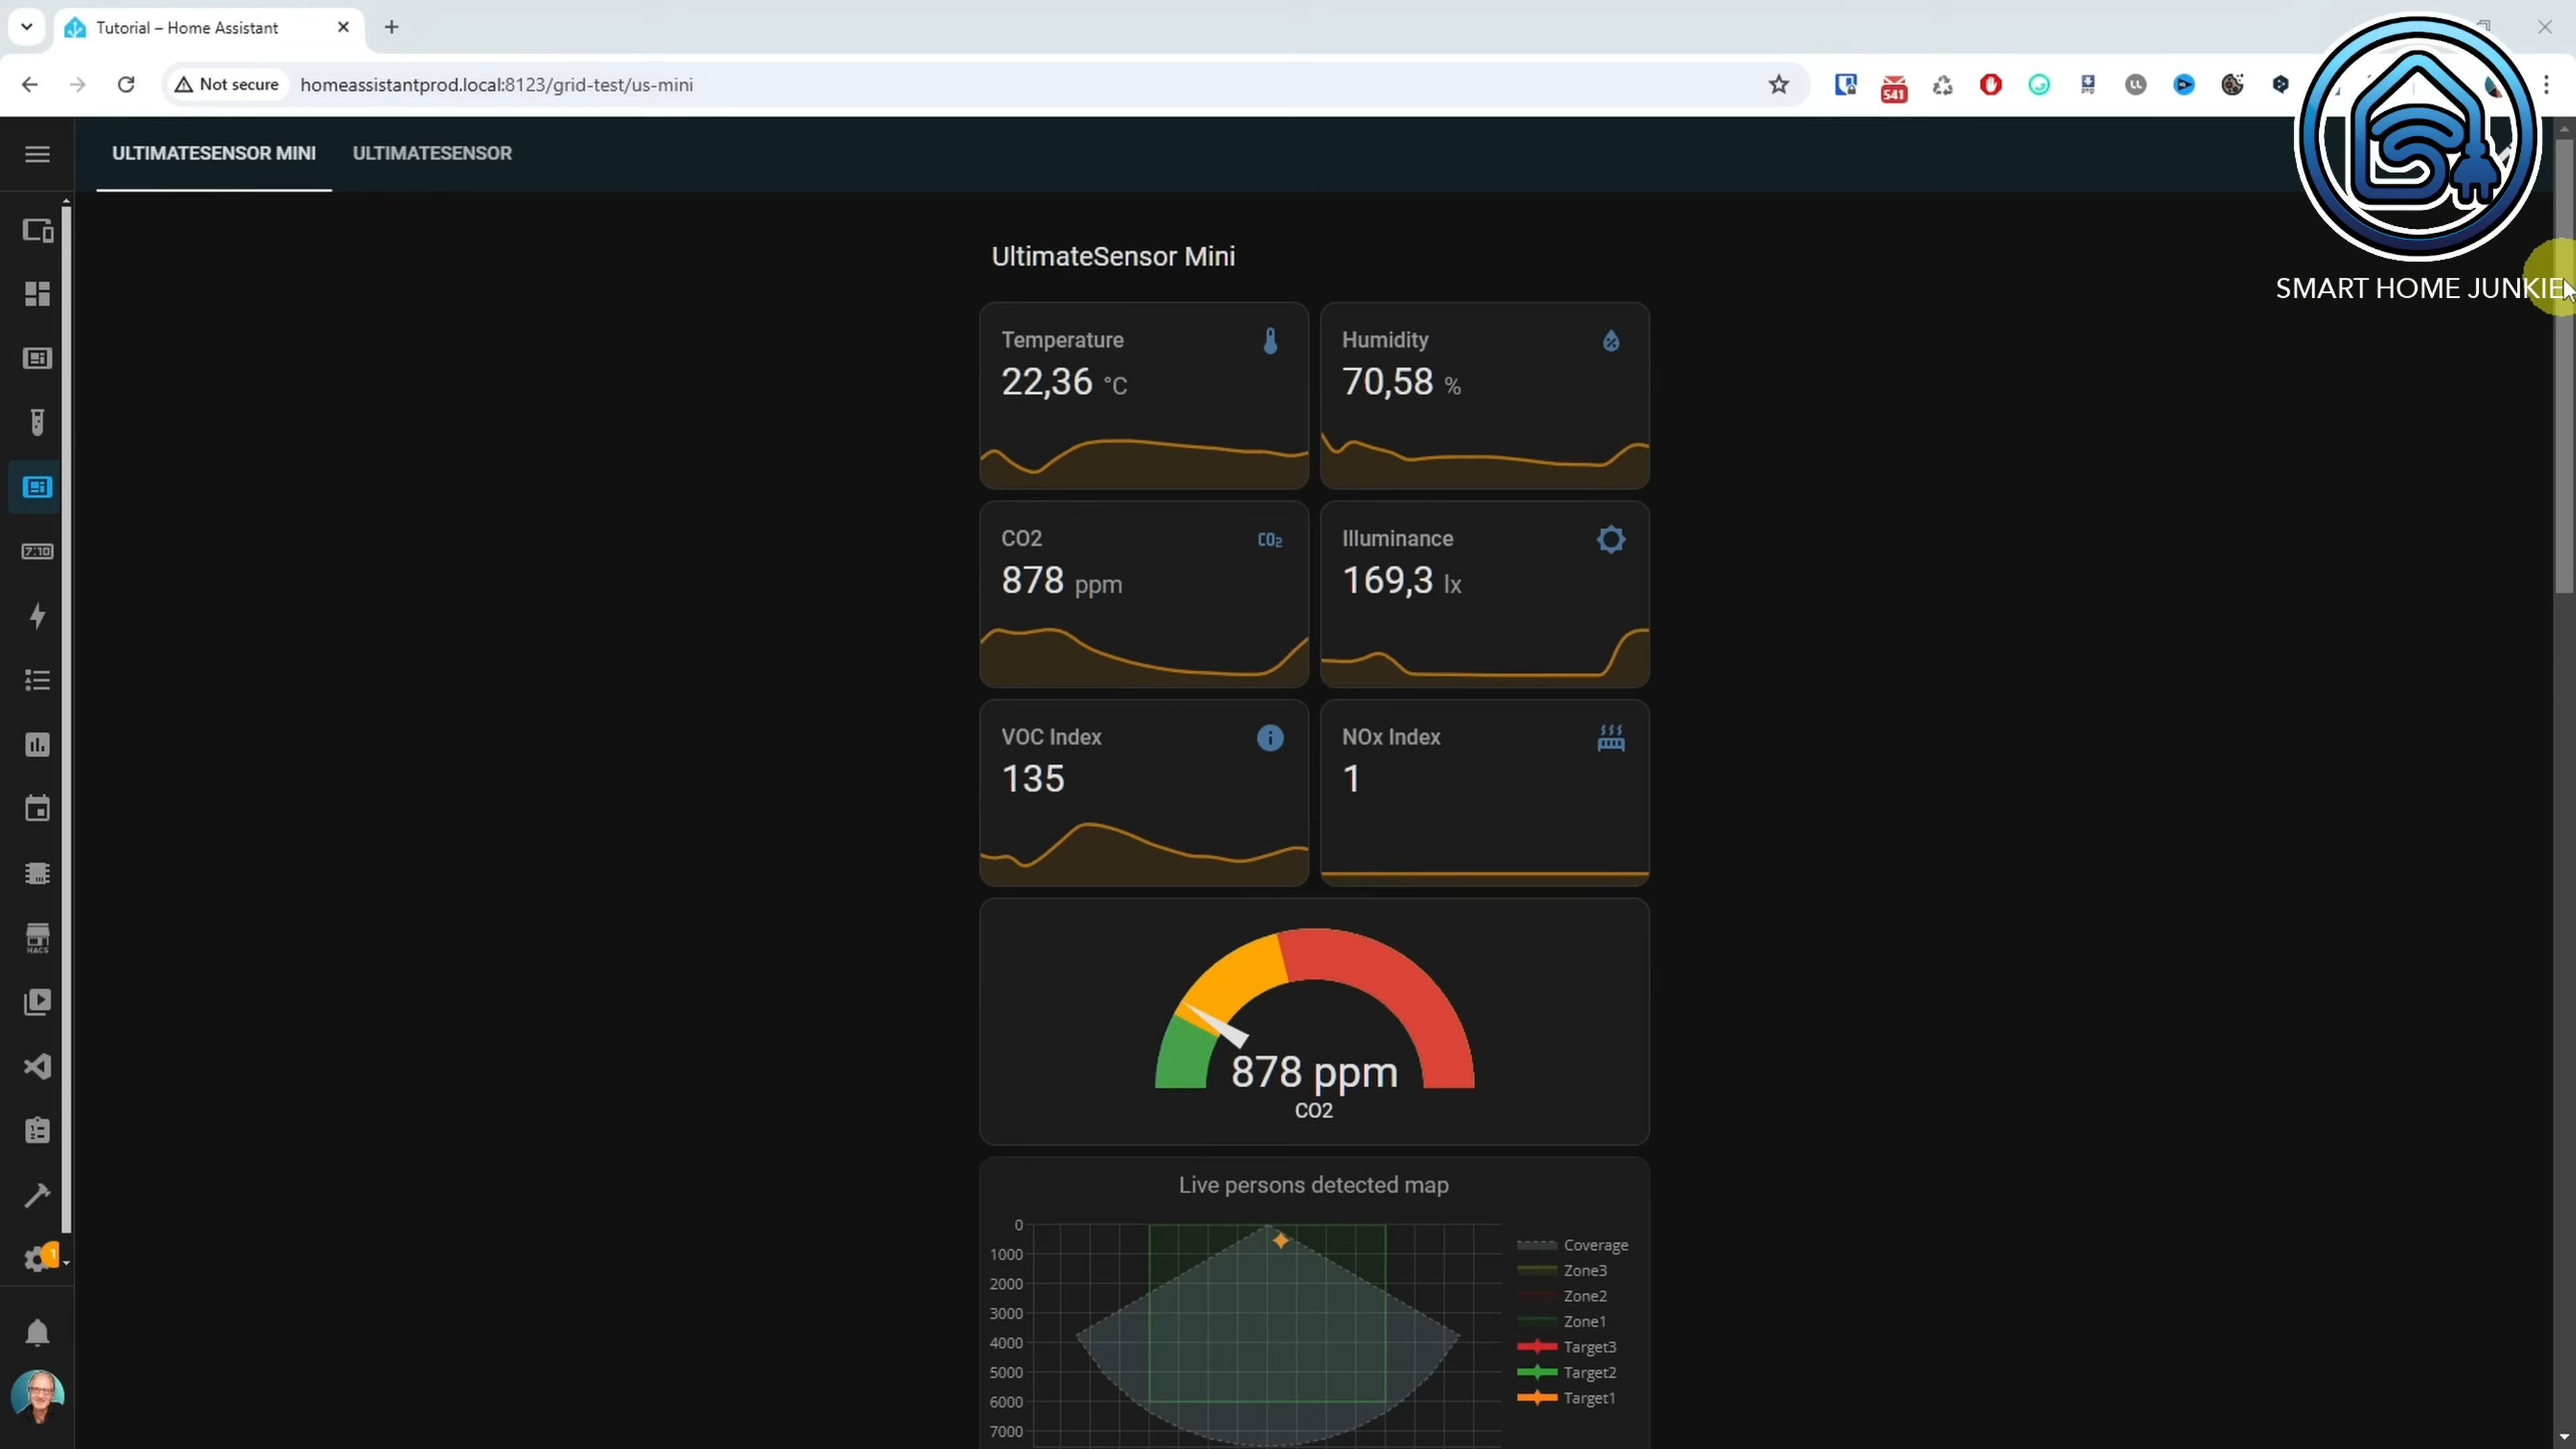 Tutorial – Home Assistant
Not secure
homeassistantprod.local:8123/grid-test/us-mini
541
ULTIMATESENSOR MINI
ULTIMATESENSOR
SMART HOME JUNKIE
UltimateSensor Mini
Temperature
22,36 °C
Humidity
70,58 %
CO2
CO₂
878 ppm
Illuminance
169,3 lx
VOC Index
135
NOx Index
1
7:10
HACS
878 ppm
CO2
Live persons detected map
0
1000
2000
3000
4000
5000
6000
7000
Coverage
Zone3
Zone2
Zone1
Target3
Target2
Target1
1